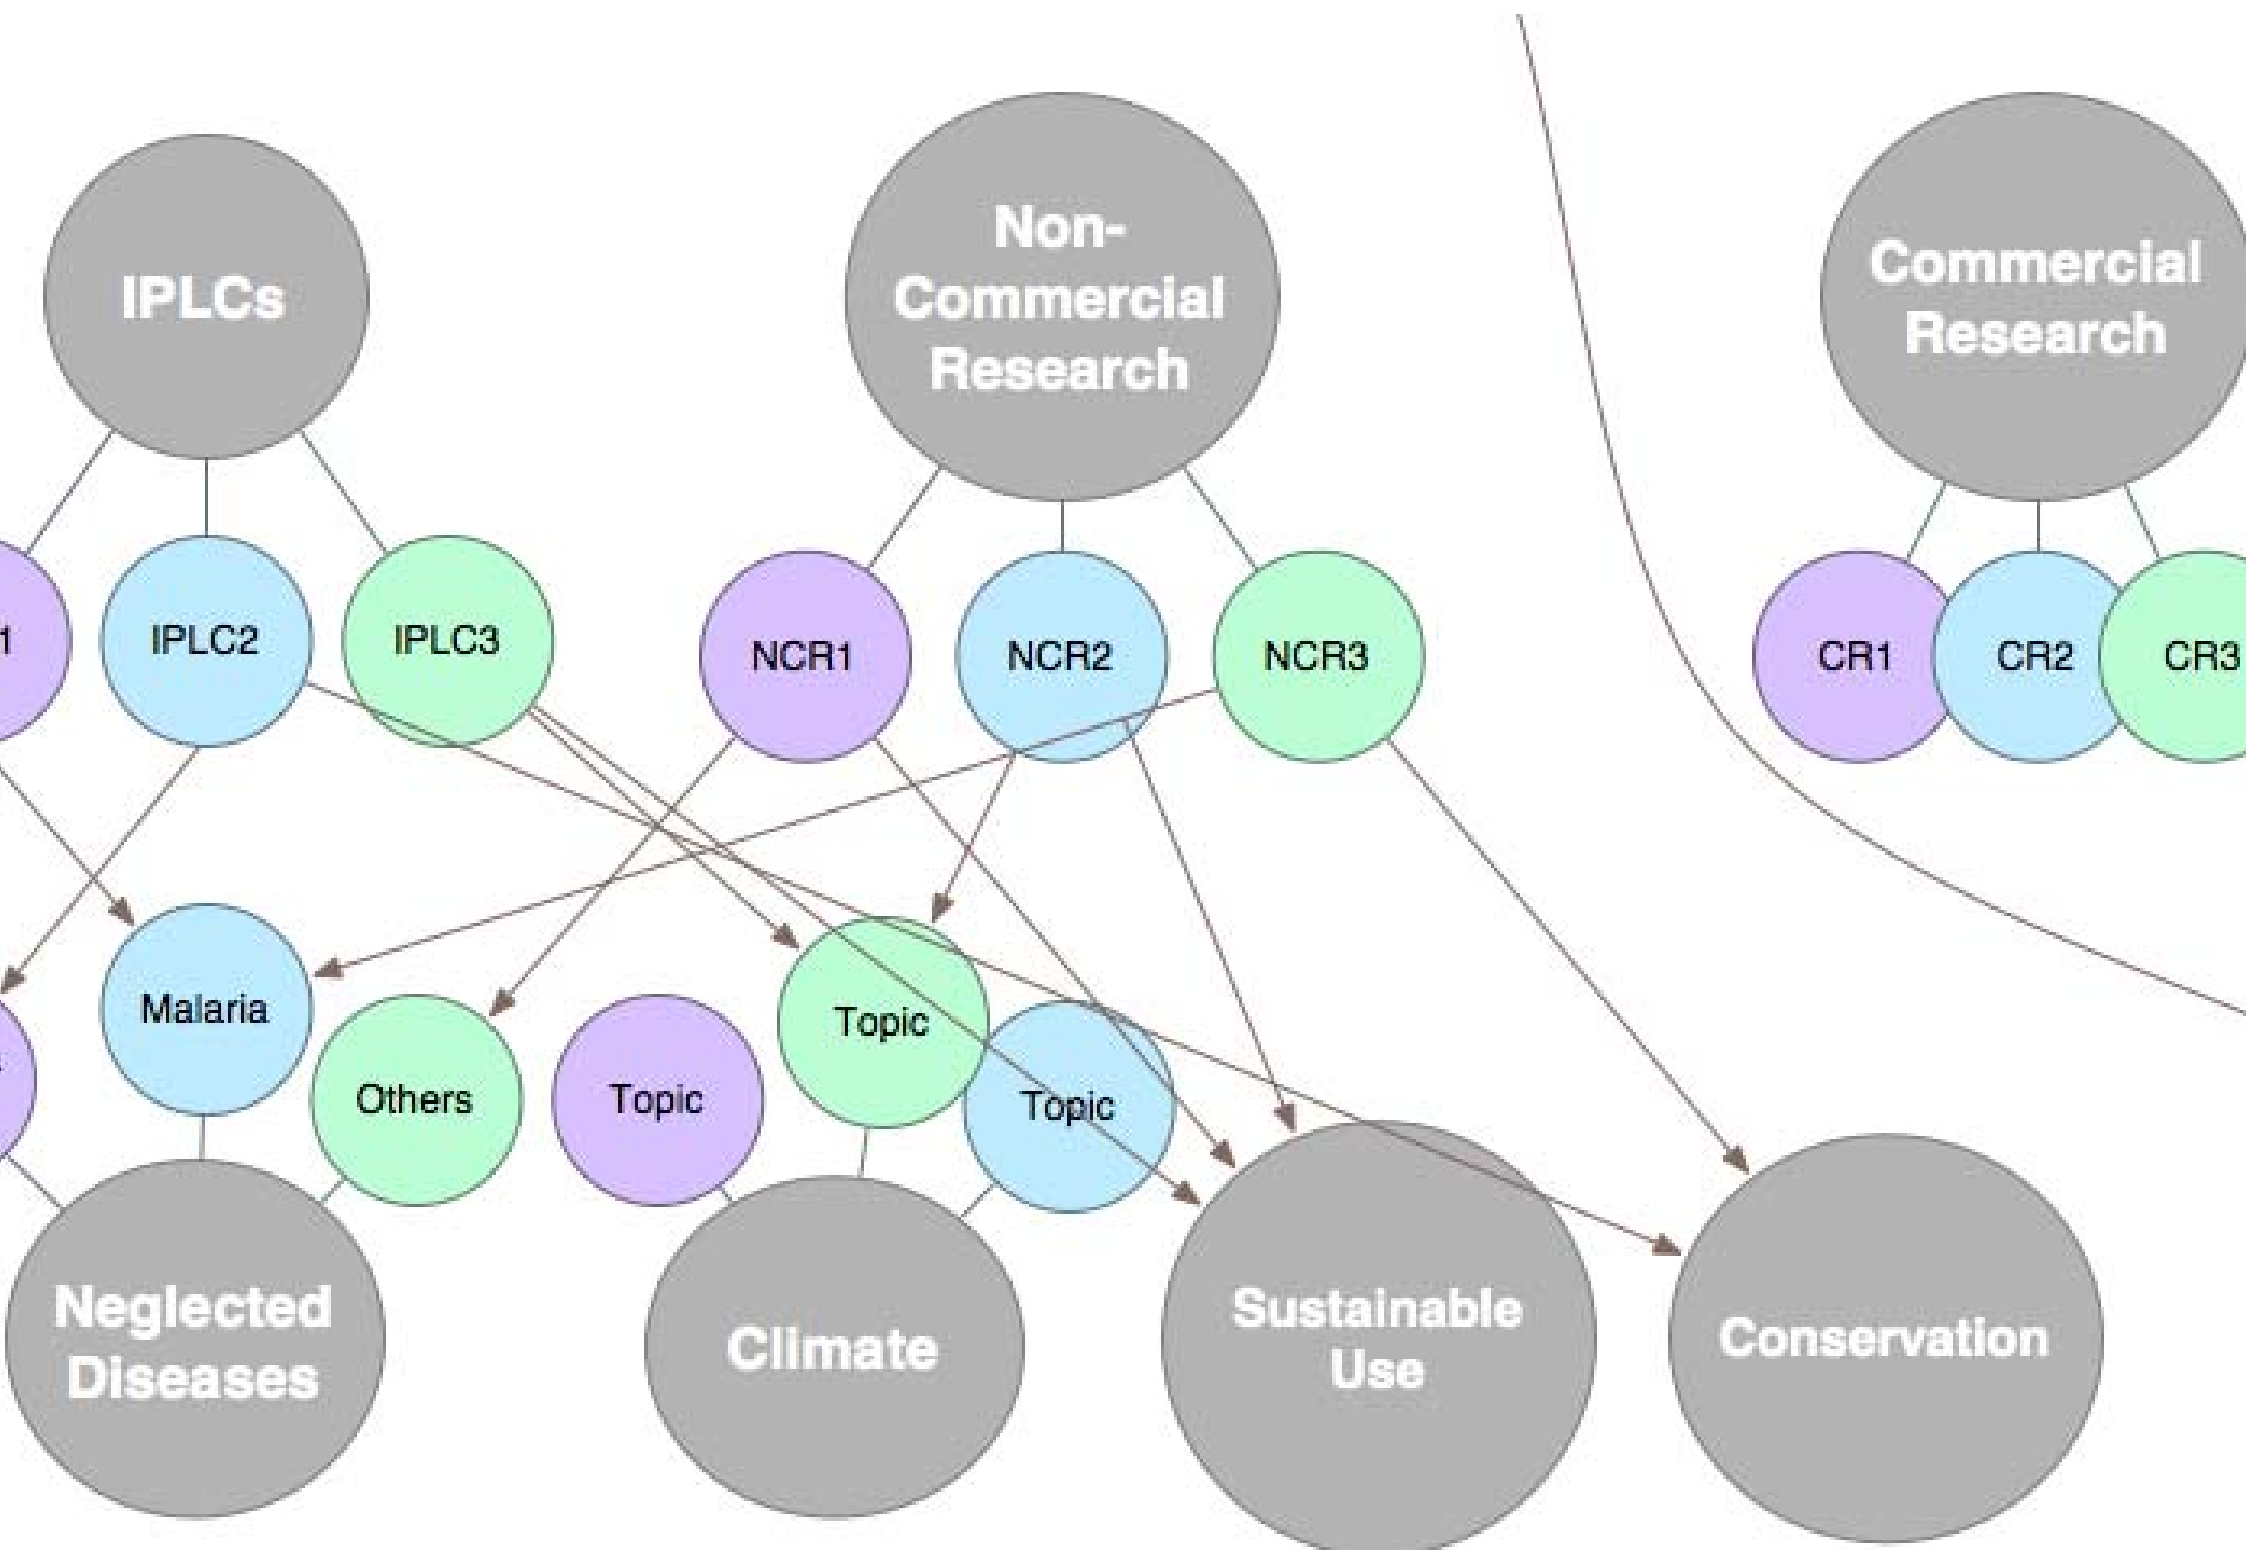 IPLCs
Non-
Commercial
Research
Commercial
Research
1
IPLC2
IPLC3
NCR1
NCR2
NCR3
CR1
CR2
CR3
Malaria
Others
Topic
Topic
Topic
Neglected
Diseases
Climate
Sustainable
Use
Conservation